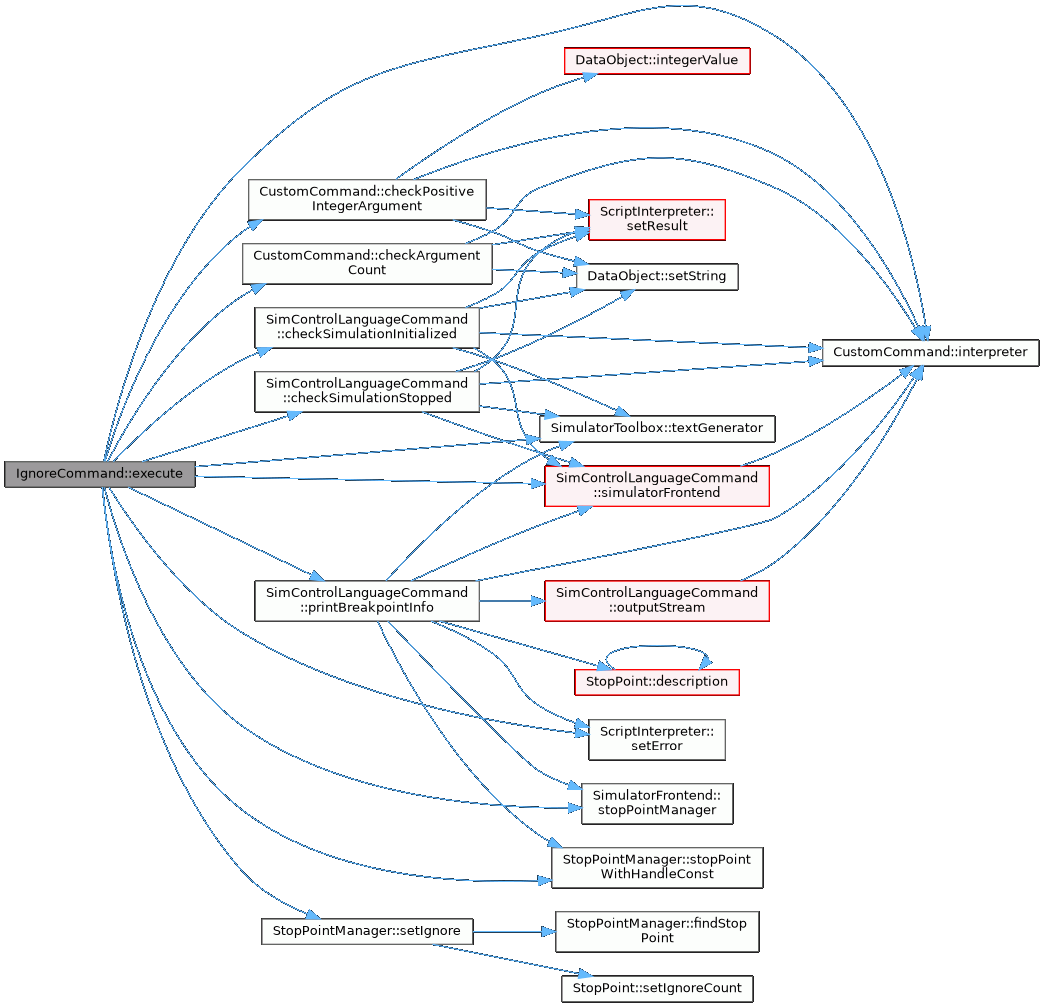 DataObject::integerValue
CustomCommand::checkPositive
IntegerArgument
ScriptInterpreter::
setResult
CustomCommand::checkArgument
Count
DataObject::setString
SimControlLanguageCommand
::checkSimulationInitialized
CustomCommand::interpreter
SimControlLanguageCommand
::checkSimulationStopped
SimulatorToolbox::textGenerator
IgnoreCommand::execute
SimControlLanguageCommand
::simulatorFrontend
SimControlLanguageCommand
::printBreakpointInfo
SimControlLanguageCommand
::outputStream
StopPoint::description
ScriptInterpreter::
setError
SimulatorFrontend::
stopPointManager
StopPointManager::stopPoint
WithHandleConst
StopPointManager::setIgnore
StopPointManager::findStop
Point
StopPoint::setIgnoreCount